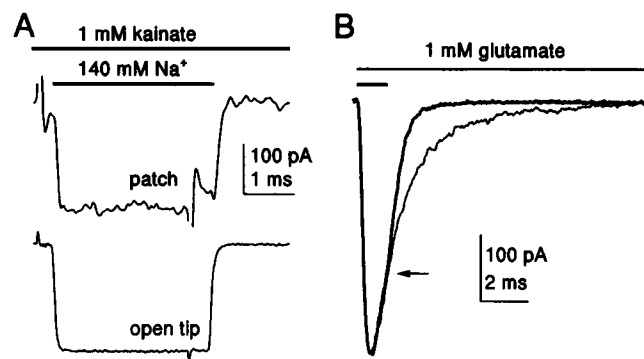 A
1 mM kainate
140 mM Na⁺
patch
100 pA
1 ms
open tip
B
1 mM glutamate
100 pA
2 ms